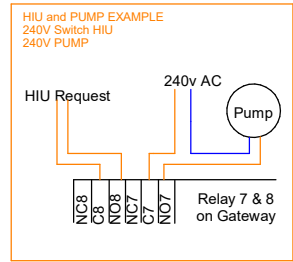 HIU and PUMP EXAMPLE
240V Switch HIU
240V PUMP
240v AC
HIU Request
Pump
NC8
C8
NO8
NC7
C7
NO7
Relay 7 & 8
on Gateway